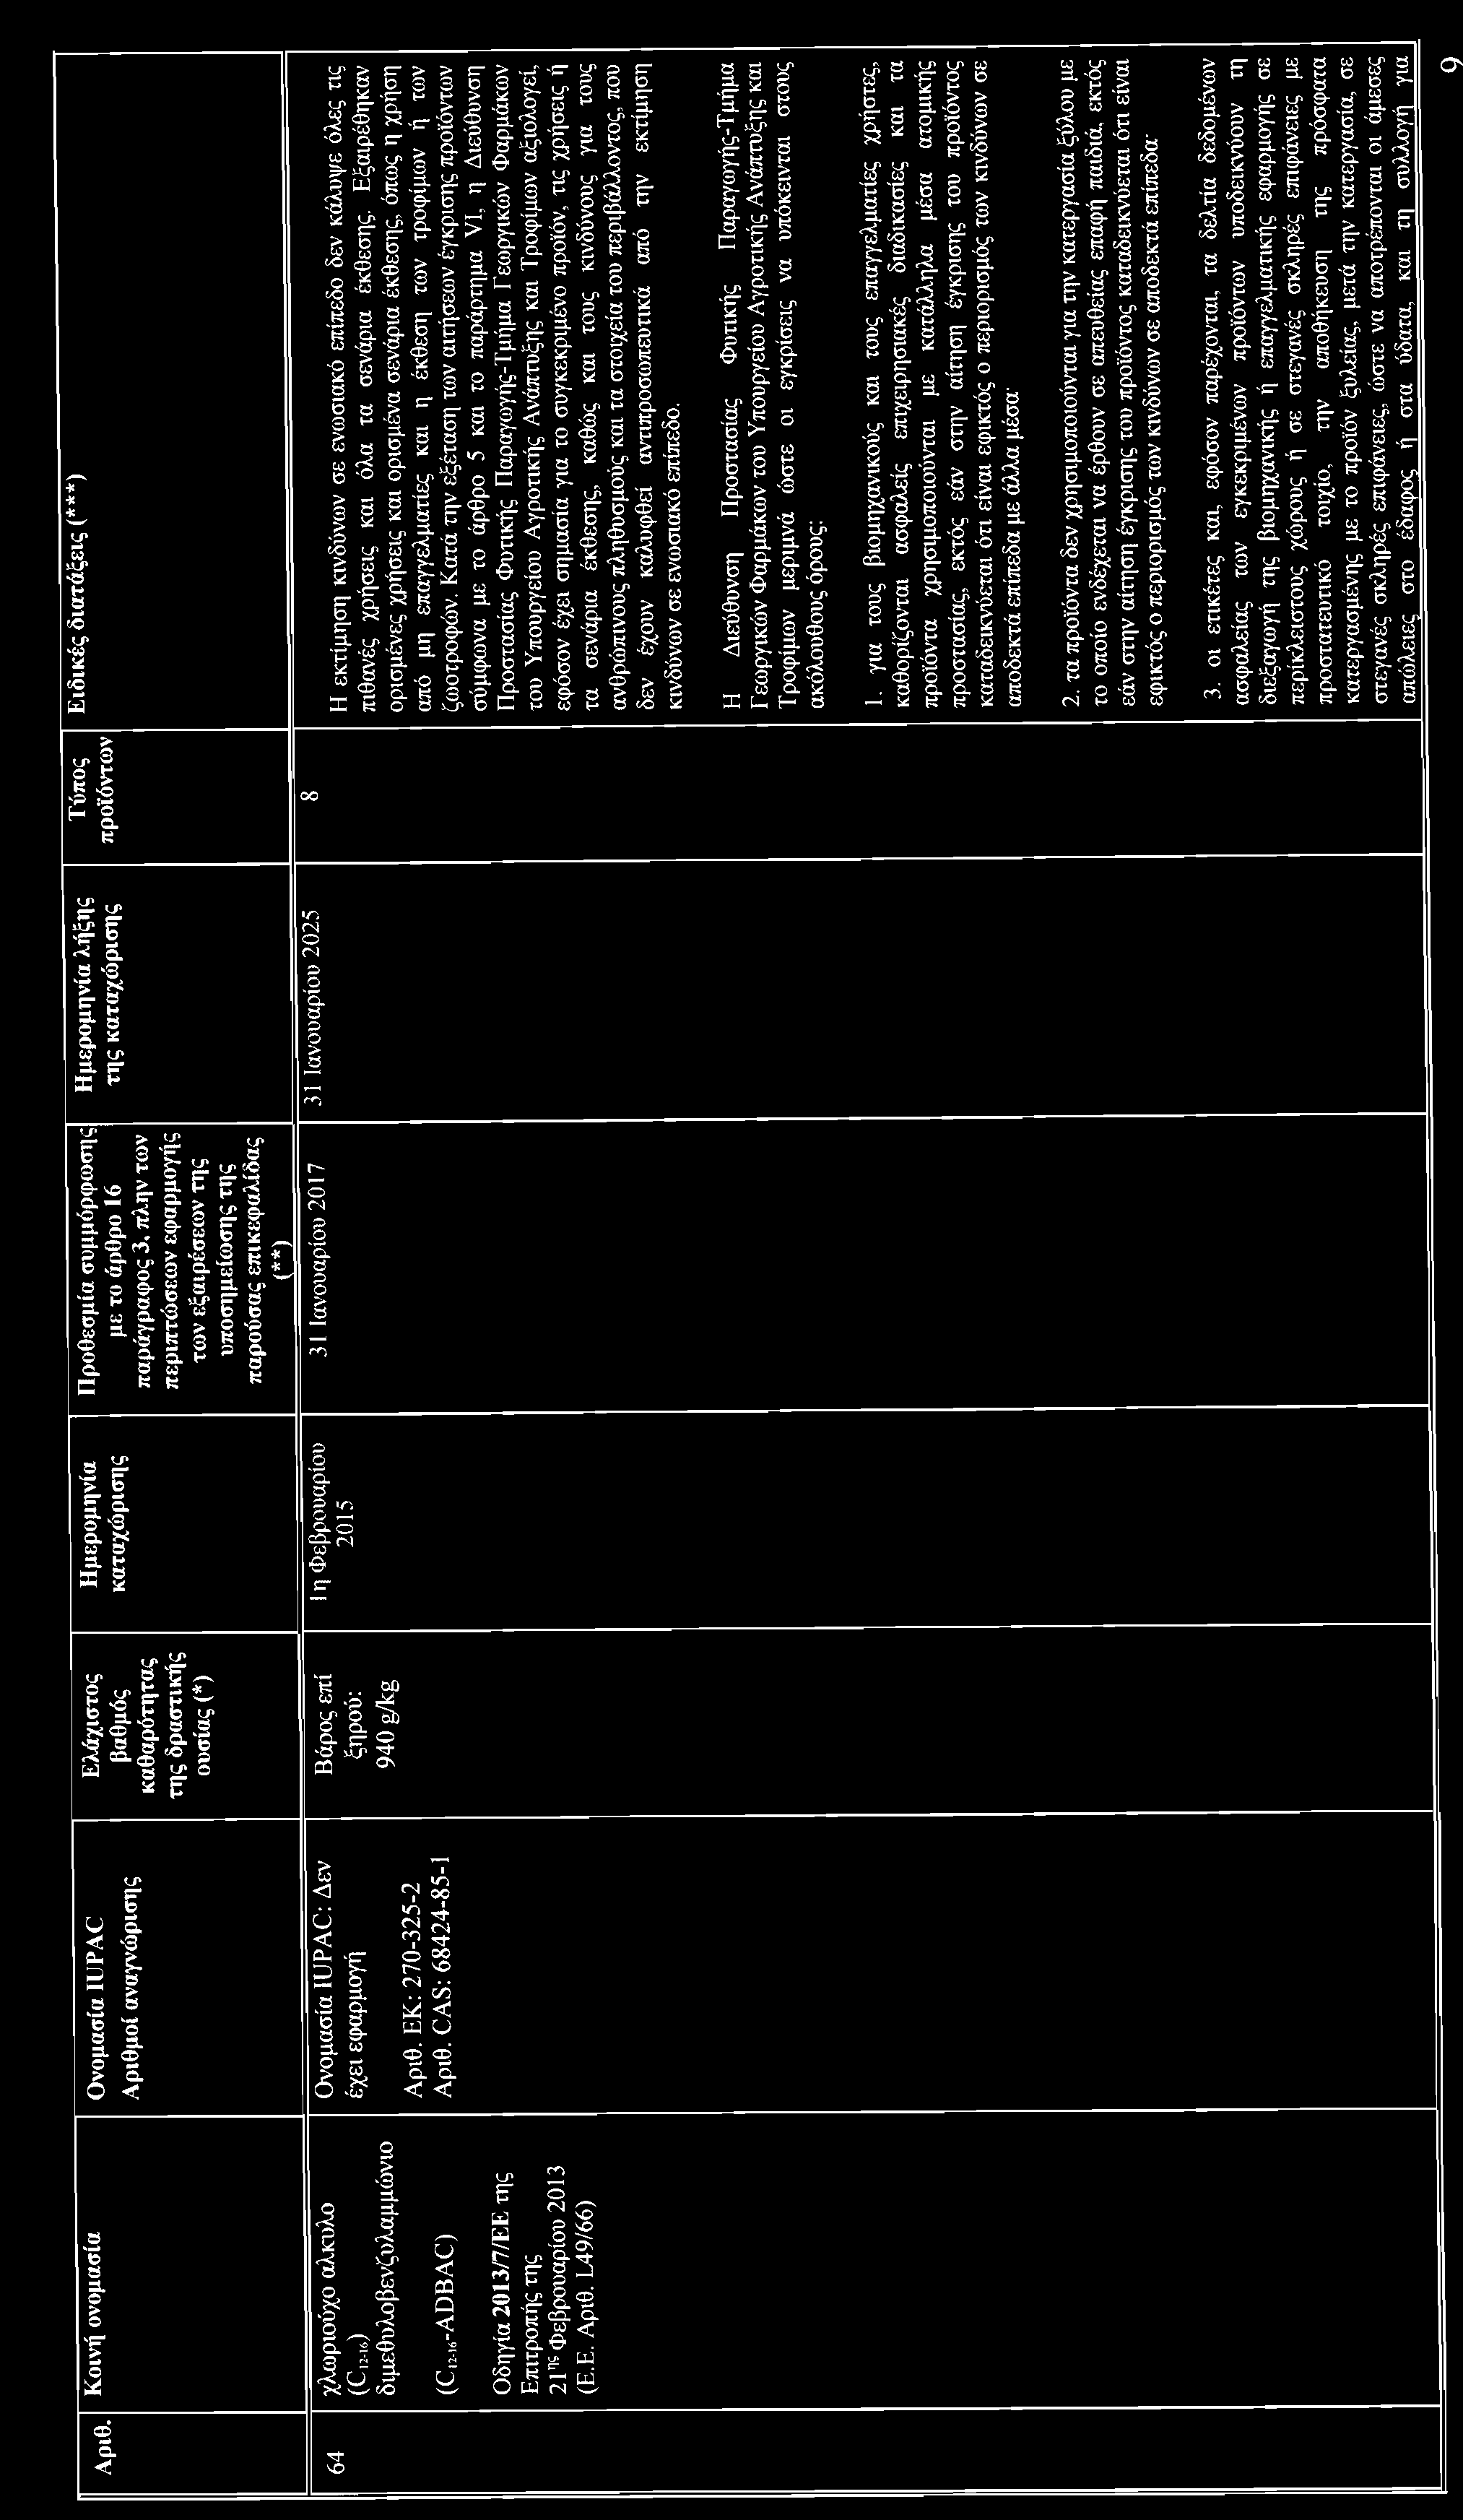 Αριθ.
Κοινή ονομασία
Ονομασία IUPAC
Αριθμοί αναγνώρισης
Ελάχιστος
βαθμός
καθαρότητας
της δραστικής
ουσίας (*)
Ημερομηνία
καταχώρισης
Προθεσμία συμμόρφωσης
με το άρθρο 16
παράγραφος 3, πλην των
περιπτώσεων εφαρμογής
των εξαιρέσεων της
υποσημείωσης της
παρούσας επικεφαλίδας
(**)
Ημερομηνία λήξης
της καταχώρισης
Τύπος
προϊόντων
Ειδικές διατάξεις (***)
64
χλωριούχο αλκυλο
(C12-16)
διμεθυλοβενζυλαμμώνιο
(C12-16-ADBAC)
Οδηγία 2013/7/ΕΕ της
Επιτροπής της
21ης Φεβρουαρίου 2013
(Ε.Ε. Αριθ. L49/66)
Ονομασία IUPAC: Δεν
έχει εφαρμογή
Αριθ. ΕΚ: 270-325-2
Αριθ. CAS: 68424-85-1
Βάρος επί
ξηρού:
940 g/kg
1η Φεβρουαρίου
2015
31 Ιανουαρίου 2017
31 Ιανουαρίου 2025
8
Η εκτίμηση κινδύνων σε ενωσιακό επίπεδο δεν κάλυψε όλες τις
πιθανές χρήσεις και όλα τα σενάρια έκθεσης. Εξαιρέθηκαν
ορισμένες χρήσεις και ορισμένα σενάρια έκθεσης, όπως η χρήση
από μη επαγγελματίες και η έκθεση των τροφίμων ή των
ζωοτροφών. Κατά την εξέταση των αιτήσεων έγκρισης προϊόντων
σύμφωνα με το άρθρο 5 και το παράρτημα VI, η Διεύθυνση
Προστασίας Φυτικής Παραγωγής-Τμήμα Γεωργικών Φαρμάκων
του Υπουργείου Αγροτικής Ανάπτυξης και Τροφίμων αξιολογεί,
εφόσον έχει σημασία για το συγκεκριμένο προϊόν, τις χρήσεις ή
τα σενάρια έκθεσης, καθώς και τους κινδύνους για τους
ανθρώπινους πληθυσμούς και τα στοιχεία του περιβάλλοντος, που
δεν έχουν καλυφθεί αντιπροσωπευτικά από την εκτίμηση
κινδύνων σε ενωσιακό επίπεδο.
Η Διεύθυνση Προστασίας Φυτικής Παραγωγής-Τμήμα
Γεωργικών Φαρμάκων του Υπουργείου Αγροτικής Ανάπτυξης και
Τροφίμων μεριμνά ώστε οι εγκρίσεις να υπόκεινται στους
ακόλουθους όρους:
1. για τους βιομηχανικούς και τους επαγγελματίες χρήστες,
καθορίζονται ασφαλείς επιχειρησιακές διαδικασίες και τα
προϊόντα χρησιμοποιούνται με κατάλληλα μέσα ατομικής
προστασίας, εκτός εάν στην αίτηση έγκρισης του προϊόντος
καταδεικνύεται ότι είναι εφικτός ο περιορισμός των κινδύνων σε
αποδεκτά επίπεδα με άλλα μέσα·
2. τα προϊόντα δεν χρησιμοποιούνται για την κατεργασία ξύλου με
το οποίο ενδέχεται να έρθουν σε απευθείας επαφή παιδιά, εκτός
εάν στην αίτηση έγκρισης του προϊόντος καταδεικνύεται ότι είναι
εφικτός ο περιορισμός των κινδύνων σε αποδεκτά επίπεδα·
3. οι ετικέτες και, εφόσον παρέχονται, τα δελτία δεδομένων
ασφαλείας των εγκεκριμένων προϊόντων υποδεικνύουν τη
διεξαγωγή της βιομηχανικής ή επαγγελματικής εφαρμογής σε
περίκλειστους χώρους ή σε στεγανές σκληρές επιφάνειες με
προστατευτικό τοιχίο, την αποθήκευση της πρόσφατα
κατεργασμένης με το προϊόν ξυλείας, μετά την κατεργασία, σε
στεγανές σκληρές επιφάνειες, ώστε να αποτρέπονται οι άμεσες
απώλειες στο έδαφος ή στα ύδατα, και τη συλλογή για
9